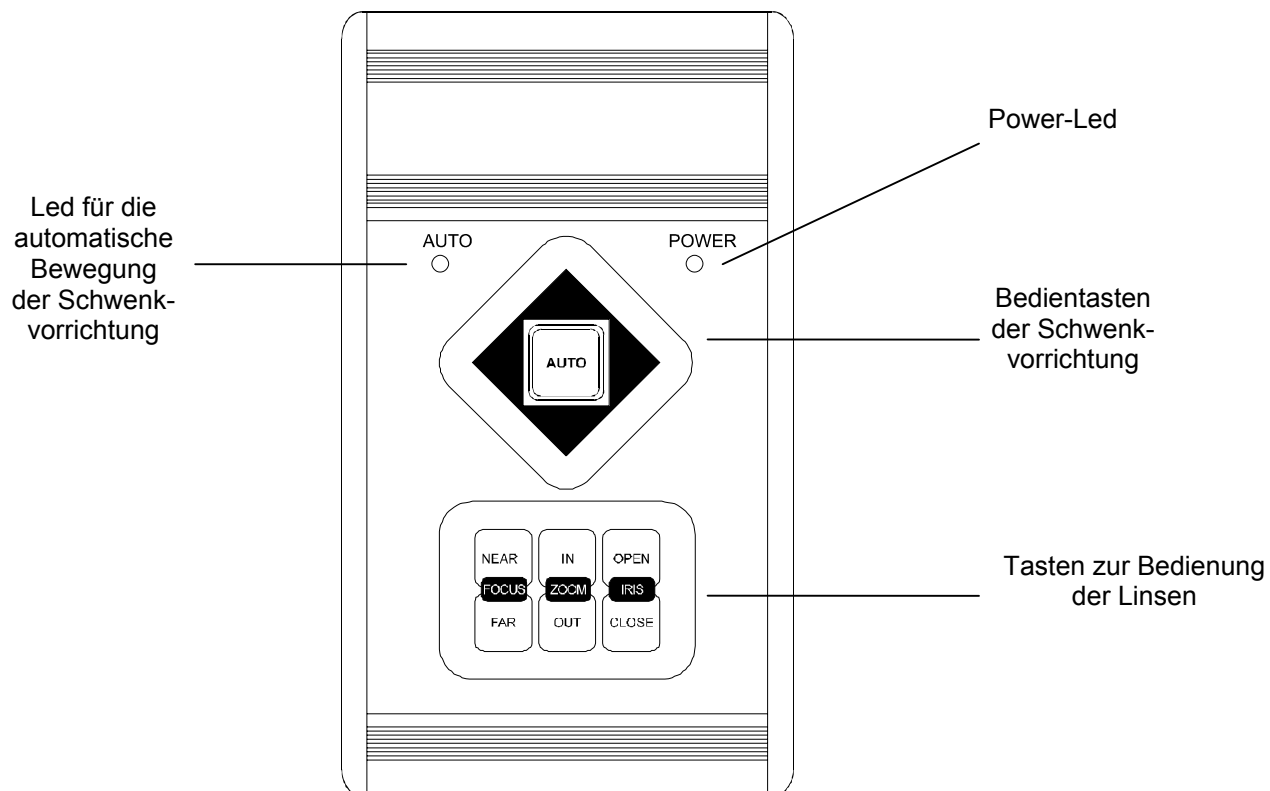 Power-Led
Led für die
automatische
Bewegung
der Schwenk-
vorrichtung
AUTO
POWER
Bedientasten
der Schwenk-
vorrichtung
AUTO
NEAR IN OPEN
FOCUS ZOOM IRIS
FAR OUT CLOSE
Tasten zur Bedienung
der Linsen